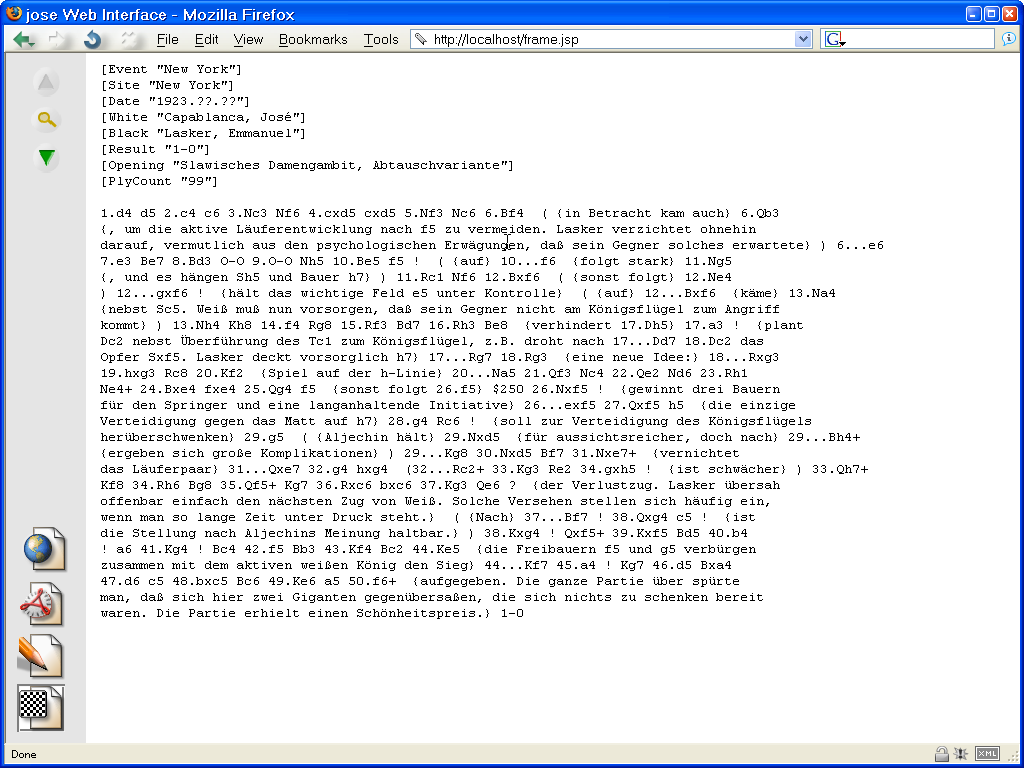 jose Web Interface - Mozilla Firefox
File Edit View Bookmarks Tools http://localhost/frame.jsp G
[Event "New York"]
[Site "New York"]
[Date "1923.??.??"]
[White "Capablanca, José"]
[Black "Lasker, Emmanuel"]
[Result "1-0"]
[Opening "Slawisches Damengambit, Abtauschvariante"]
[PlyCount "99"]
1.d4 d5 2.c4 c6 3.Nc3 Nf6 4.cxd5 cxd5 5.Nf3 Nc6 6.Bf4 ( {in Betracht kam auch} 6.Qb3
{, um die aktive Läuferentwicklung nach f5 zu vermeiden. Lasker verzichtet ohnehin
darauf, vermutlich aus den psychologischen Erwägungen, daß sein Gegner solches erwartete} ) 6...e6
7.e3 Be7 8.Bd3 O-O 9.O-O Nh5 10.Be5 f5 ! ( {auf} 10...f6 {folgt stark} 11.Ng5
{, und es hängen Sh5 und Bauer h7} ) 11.Rc1 Nf6 12.Bxf6 ( {sonst folgt} 12.Ne4
) 12...gxf6 ! {hält das wichtige Feld e5 unter Kontrolle} ( {auf} 12...Bxf6 {käme} 13.Na4
{nebst Sc5. Weiß muß nun vorsorgen, daß sein Gegner nicht am Königsflügel zum Angriff
kommt} ) 13.Nh4 Kh8 14.f4 Rg8 15.Rf3 Bd7 16.Rh3 Be8 {verhindert 17.Dh5} 17.a3 ! {plant
Dc2 nebst Überführung des Tc1 zum Königsflügel, z.B. droht nach 17...Dd7 18.Dc2 das
Opfer Sxf5. Lasker deckt vorsorglich h7} 17...Rg7 18.Rg3 {eine neue Idee:} 18...Rxg3
19.hxg3 Rc8 20.Kf2 {Spiel auf der h-Linie} 20...Na5 21.Qf3 Nc4 22.Qe2 Nd6 23.Rh1
Ne4+ 24.Bxe4 fxe4 25.Qg4 f5 {sonst folgt 26.f5} $250 26.Nxf5 ! {gewinnt drei Bauern
für den Springer und eine langanhaltende Initiative} 26...exf5 27.Qxf5 h5 {die einzige
Verteidigung gegen das Matt auf h7} 28.g4 Rc6 ! {soll zur Verteidigung des Königsflügels
herüberschwenken} 29.g5 ( {Aljechin hält} 29.Nxd5 {für aussichtsreicher, doch nach} 29...Bh4+
{ergeben sich große Komplikationen} ) 29...Kg8 30.Nxd5 Bf7 31.Nxe7+ {vernichtet
das Läuferpaar} 31...Qxe7 32.g4 hxg4 (32...Rc2+ 33.Kg3 Re2 34.gxh5 ! {ist schwächer} ) 33.Qh7+
Kf8 34.Rh6 Bg8 35.Qf5+ Kg7 36.Rxc6 bxc6 37.Kg3 Qe6 ? {der Verlustzug. Lasker übersah
offenbar einfach den nächsten Zug von Weiß. Solche Versehen stellen sich häufig ein,
wenn man so lange Zeit unter Druck steht.} ( {Nach} 37...Bf7 ! 38.Qxg4 c5 ! {ist
die Stellung nach Aljechins Meinung haltbar.} ) 38.Kxg4 ! Qxf5+ 39.Kxf5 Bd5 40.b4
! a6 41.Kg4 ! Bc4 42.f5 Bb3 43.Kf4 Bc2 44.Ke5 {die Freibauern f5 und g5 verbürgen
zusammen mit dem aktiven weißen König den Sieg} 44...Kf7 45.a4 ! Kg7 46.d5 Bxa4
47.d6 c5 48.bxc5 Bc6 49.Ke6 a5 50.f6+ {aufgegeben. Die ganze Partie über spürte
man, daß sich hier zwei Giganten gegenübersaßen, die sich nichts zu schenken bereit
waren. Die Partie erhielt einen Schönheitspreis.} 1-0
Done XML